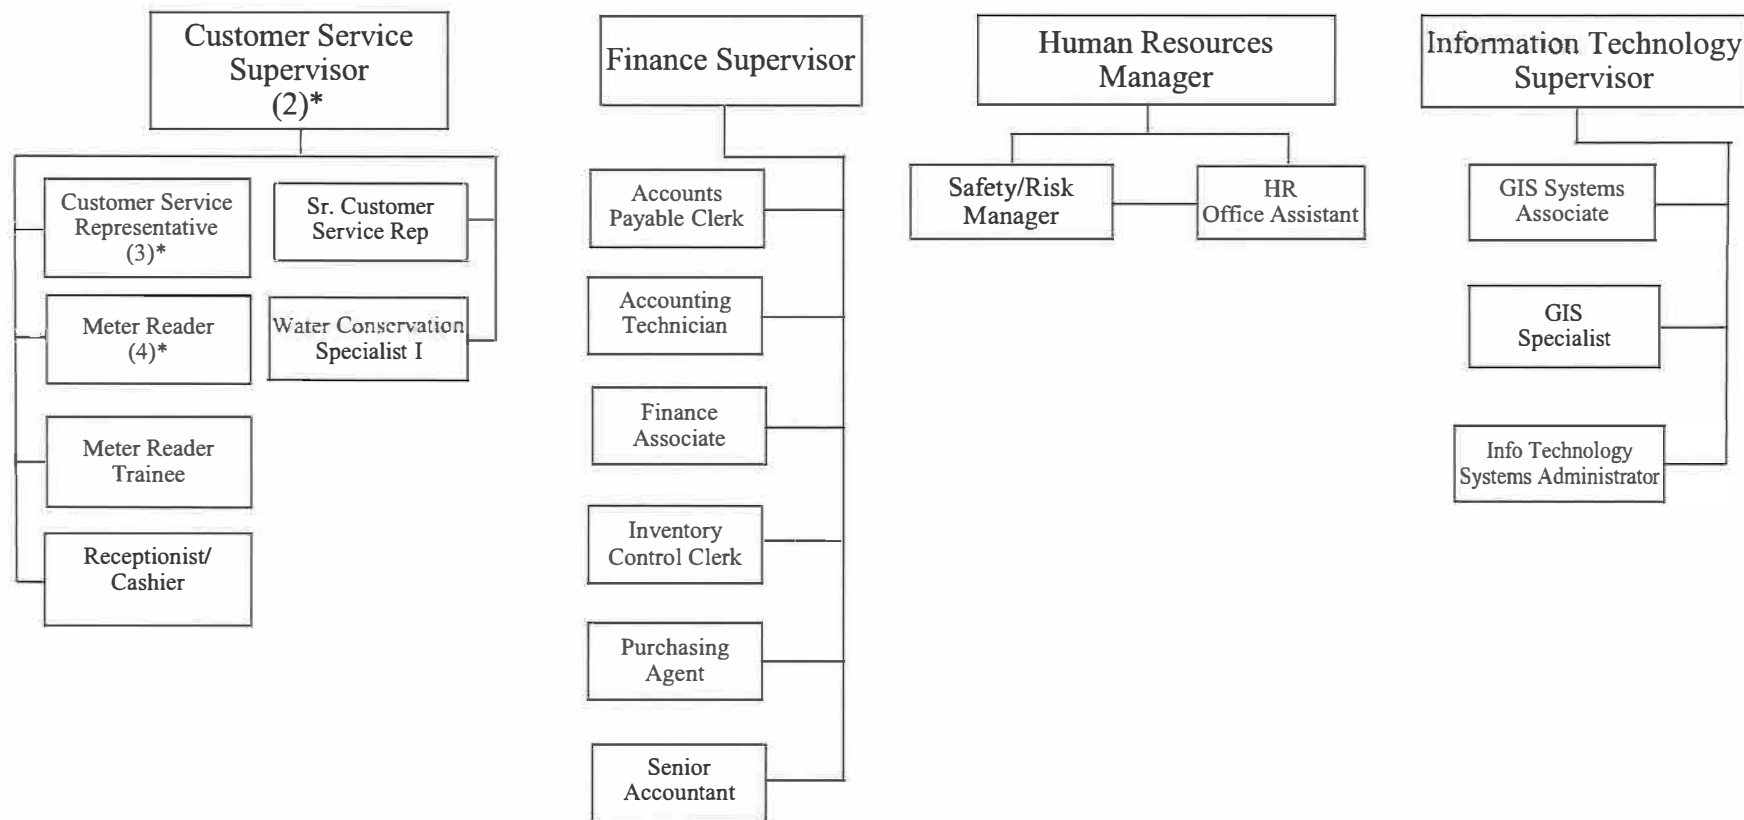 Customer Service
Supervisor
(2)*
Customer Service
Representative
(3)*
Sr. Customer
Service Rep
Meter Reader
(4)*
Water Conservation
Specialist I
Meter Reader
Trainee
Receptionist/
Cashier
Finance Supervisor
Accounts
Payable Clerk
Accounting
Technician
Finance
Associate
Inventory
Control Clerk
Purchasing
Agent
Senior
Accountant
Human Resources
Manager
Safety/Risk
Manager
HR
Office Assistant
Information Technology
Supervisor
GIS Systems
Associate
GIS
Specialist
Info Technology
Systems Administrator